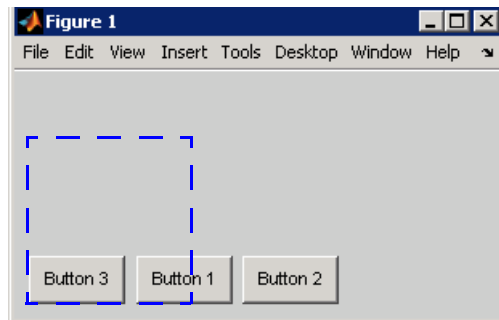 Figure 1
File Edit View Insert Tools Desktop Window Help
Button 3 Button 1 Button 2